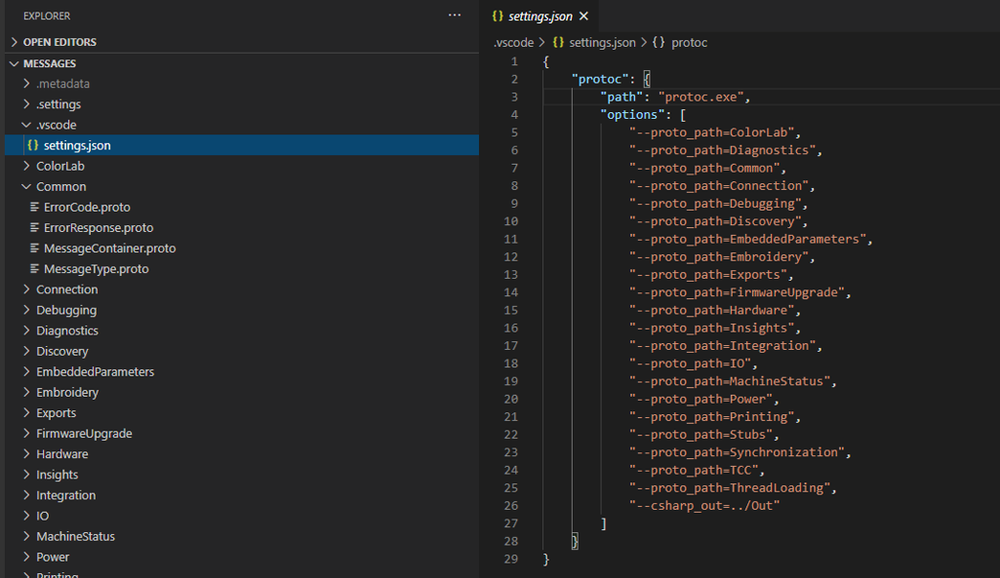 EXPLORER
...
OPEN EDITORS
MESSAGES
.metadata
.settings
.vscode
{} settings.json
ColorLab
Common
ErrorCode.proto
ErrorResponse.proto
MessageContainer.proto
MessageType.proto
Connection
Debugging
Diagnostics
Discovery
EmbeddedParameters
Embroidery
Exports
FirmwareUpgrade
Hardware
Insights
Integration
IO
MachineStatus
Power
Printing
{} settings.json ×
.vscode > {} settings.json > {} protoc
1 {
2 "protoc": {
3 "path": "protoc.exe",
4 "options": [
5 "--proto_path=ColorLab",
6 "--proto_path=Diagnostics",
7 "--proto_path=Common",
8 "--proto_path=Connection",
9 "--proto_path=Debugging",
10 "--proto_path=Discovery",
11 "--proto_path=EmbeddedParameters",
12 "--proto_path=Embroidery",
13 "--proto_path=Exports",
14 "--proto_path=FirmwareUpgrade",
15 "--proto_path=Hardware",
16 "--proto_path=Insights",
17 "--proto_path=Integration",
18 "--proto_path=IO",
19 "--proto_path=MachineStatus",
20 "--proto_path=Power",
21 "--proto_path=Printing",
22 "--proto_path=Stubs",
23 "--proto_path=Synchronization",
24 "--proto_path=TCC",
25 "--proto_path=ThreadLoading",
26 "--csharp_out=../Out"
27 ]
28 }
29 }